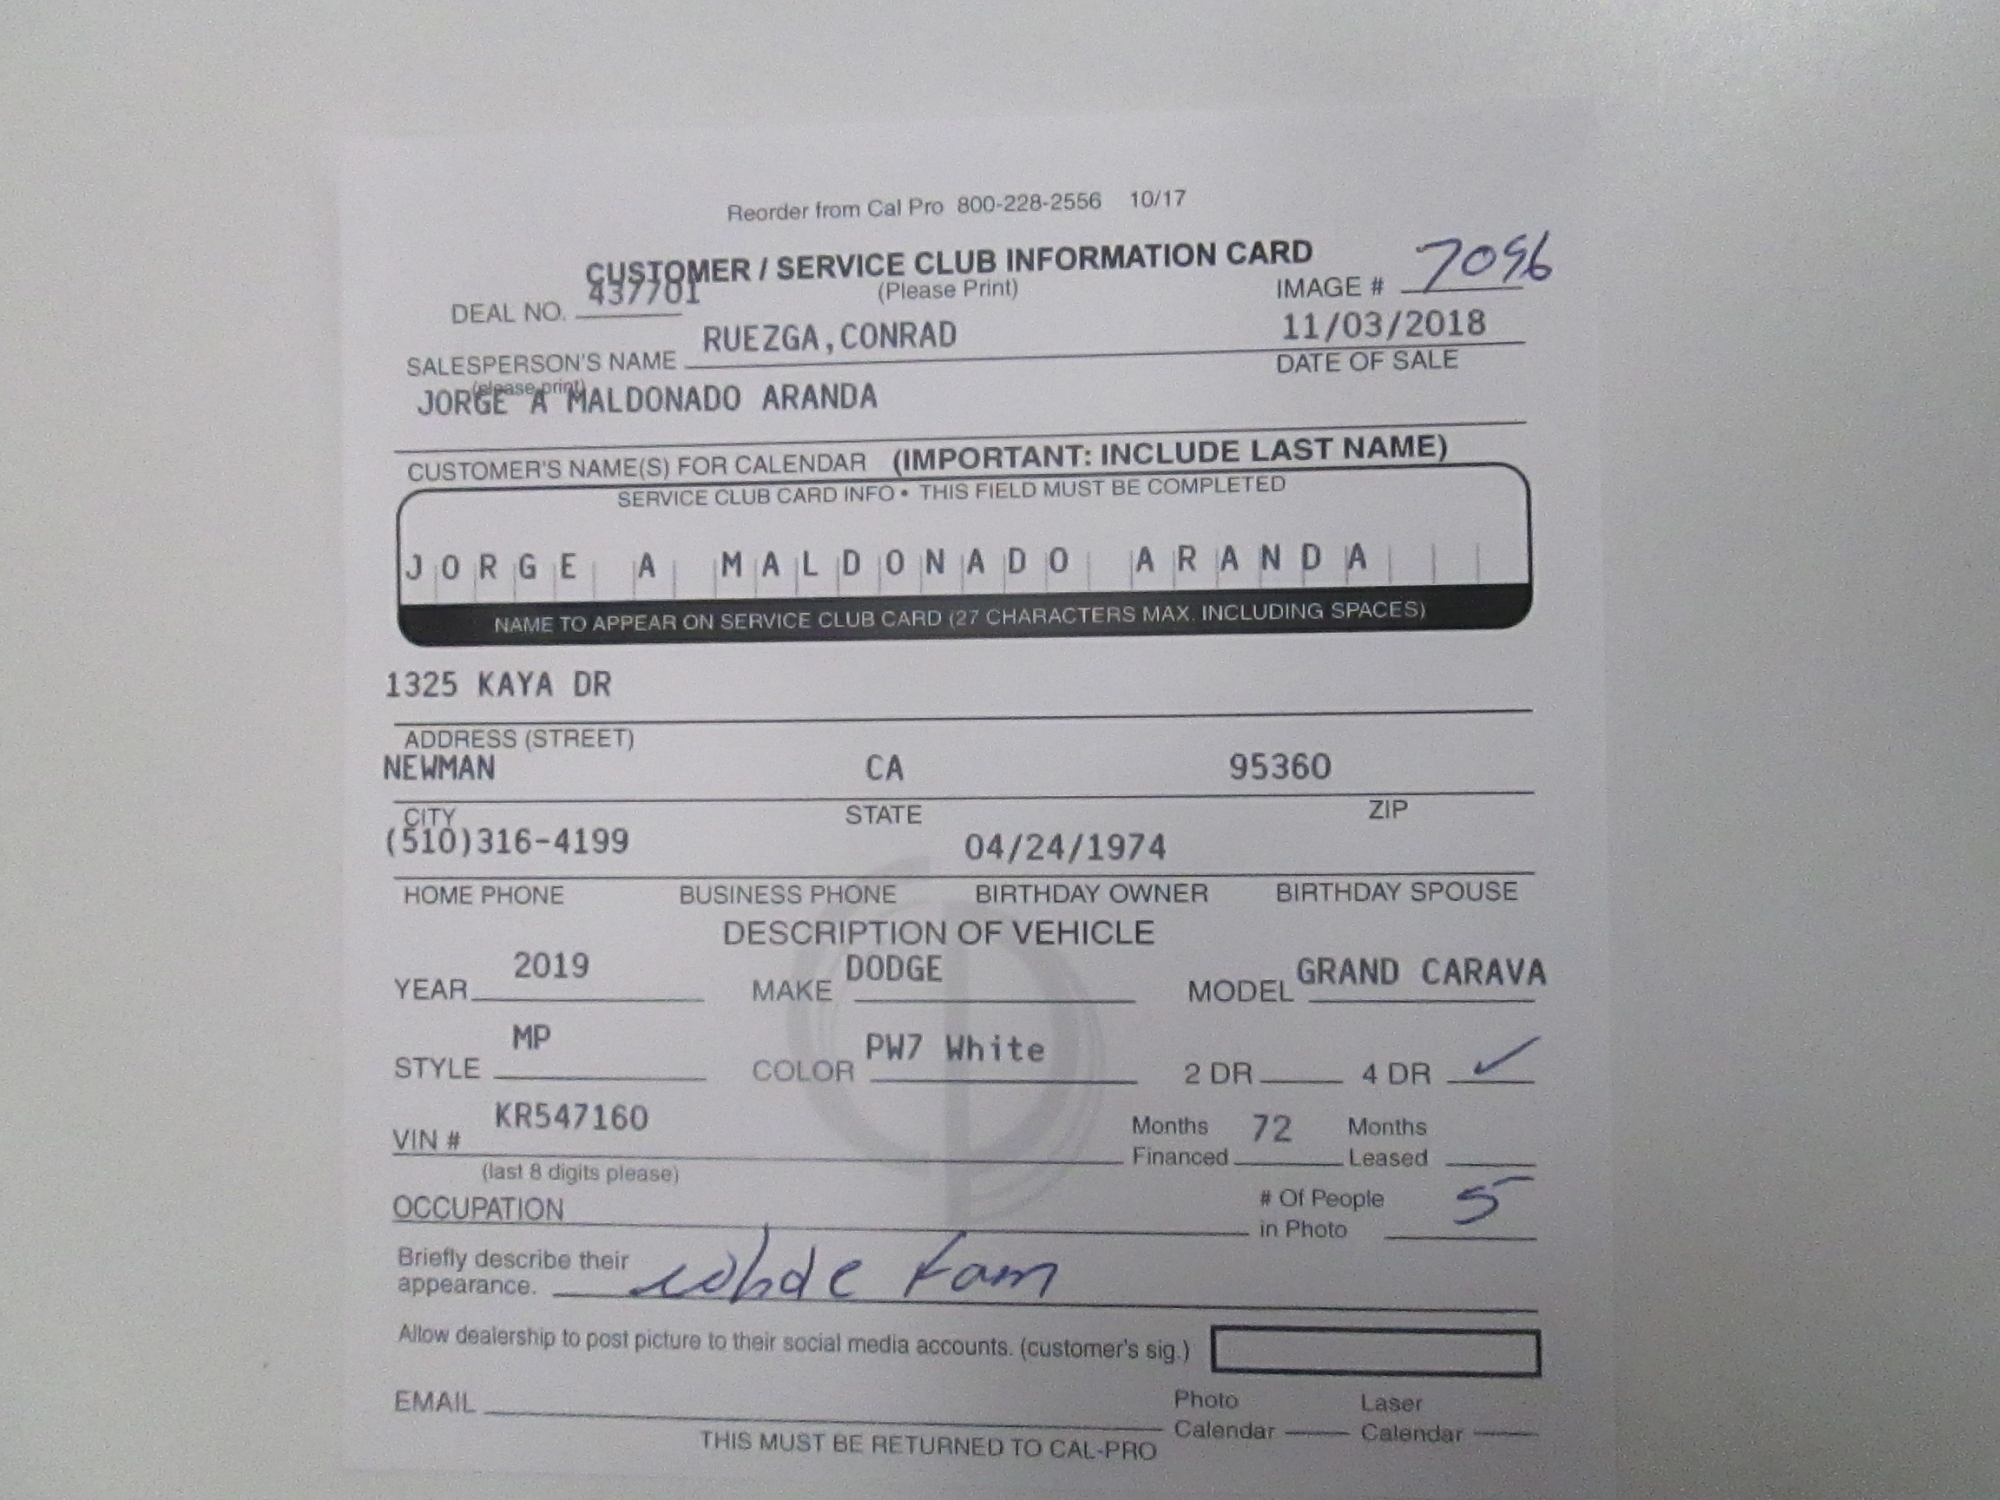 Reorder from Cal Pro 800-228-2556 10/17
CUSTOMER / SERVICE CLUB INFORMATION CARD
(Please Print)
DEAL NO. 437701
IMAGE # 7096
SALESPERSON'S NAME RUEZGA,CONRAD
(please print)
11/03/2018
DATE OF SALE
JORGE A MALDONADO ARANDA
CUSTOMER'S NAME(S) FOR CALENDAR (IMPORTANT: INCLUDE LAST NAME)
SERVICE CLUB CARD INFO • THIS FIELD MUST BE COMPLETED
JORGE A MALDONADO ARANDA
NAME TO APPEAR ON SERVICE CLUB CARD (27 CHARACTERS MAX. INCLUDING SPACES)
1325 KAYA DR
ADDRESS (STREET)
NEWMAN CA 95360
CITY STATE ZIP
(510)316-4199 04/24/1974
HOME PHONE BUSINESS PHONE BIRTHDAY OWNER BIRTHDAY SPOUSE
DESCRIPTION OF VEHICLE
YEAR 2019 MAKE DODGE MODEL GRAND CARAVA
STYLE MP COLOR PW7 White 2 DR 4 DR ✓
VIN # KR547160
(last 8 digits please)
Months Financed 72 Months Leased
OCCUPATION
# Of People in Photo 5
Briefly describe their
appearance. fam
Allow dealership to post picture to their social media accounts. (customer's sig.)
EMAIL
Photo Calendar Laser Calendar
THIS MUST BE RETURNED TO CAL-PRO